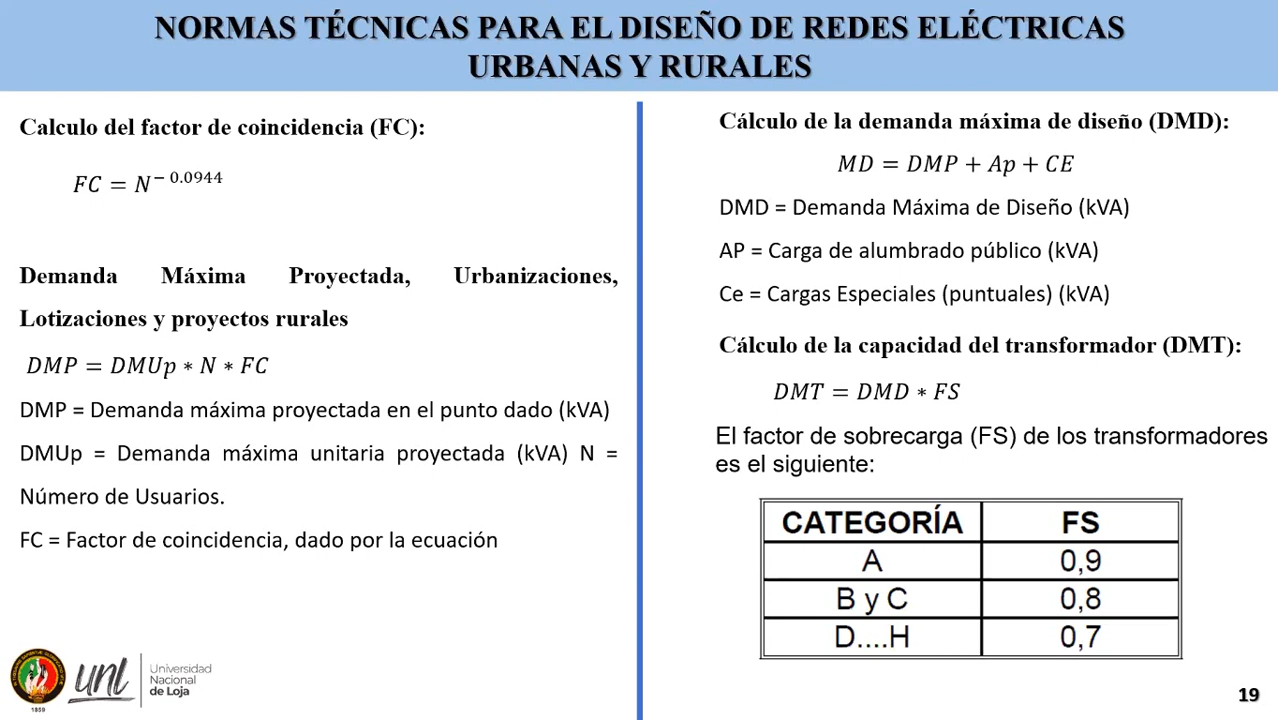 NORMAS TÉCNICAS PARA EL DISEÑO DE REDES ELÉCTRICAS
URBANAS Y RURALES
Calculo del factor de coincidencia (FC):
FC = N^{− 0.0944}
Demanda Máxima Proyectada, Urbanizaciones,
Lotizaciones y proyectos rurales
DMP = DMUp ∗ N ∗ FC
DMP = Demanda máxima proyectada en el punto dado (kVA)
DMUp = Demanda máxima unitaria proyectada (kVA) N =
Número de Usuarios.
FC = Factor de coincidencia, dado por la ecuación
Cálculo de la demanda máxima de diseño (DMD):
MD = DMP + Ap + CE
DMD = Demanda Máxima de Diseño (kVA)
AP = Carga de alumbrado público (kVA)
Ce = Cargas Especiales (puntuales) (kVA)
Cálculo de la capacidad del transformador (DMT):
DMT = DMD ∗ FS
El factor de sobrecarga (FS) de los transformadores
es el siguiente:
CATEGORÍA FS
A 0,9
B y C 0,8
D....H 0,7
1859
unl
Universidad
Nacional
de Loja
19